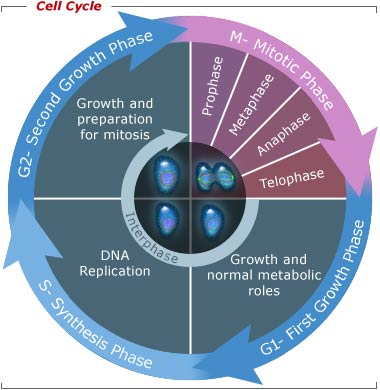 Cell Cycle
M- Mitotic Phase
Prophase
Metaphase
Anaphase
Telophase
G1- First Growth Phase
Growth and
normal metabolic
roles
S- Synthesis Phase
DNA
Replication
G2- Second Growth Phase
Growth and
preparation
for mitosis
Interphase